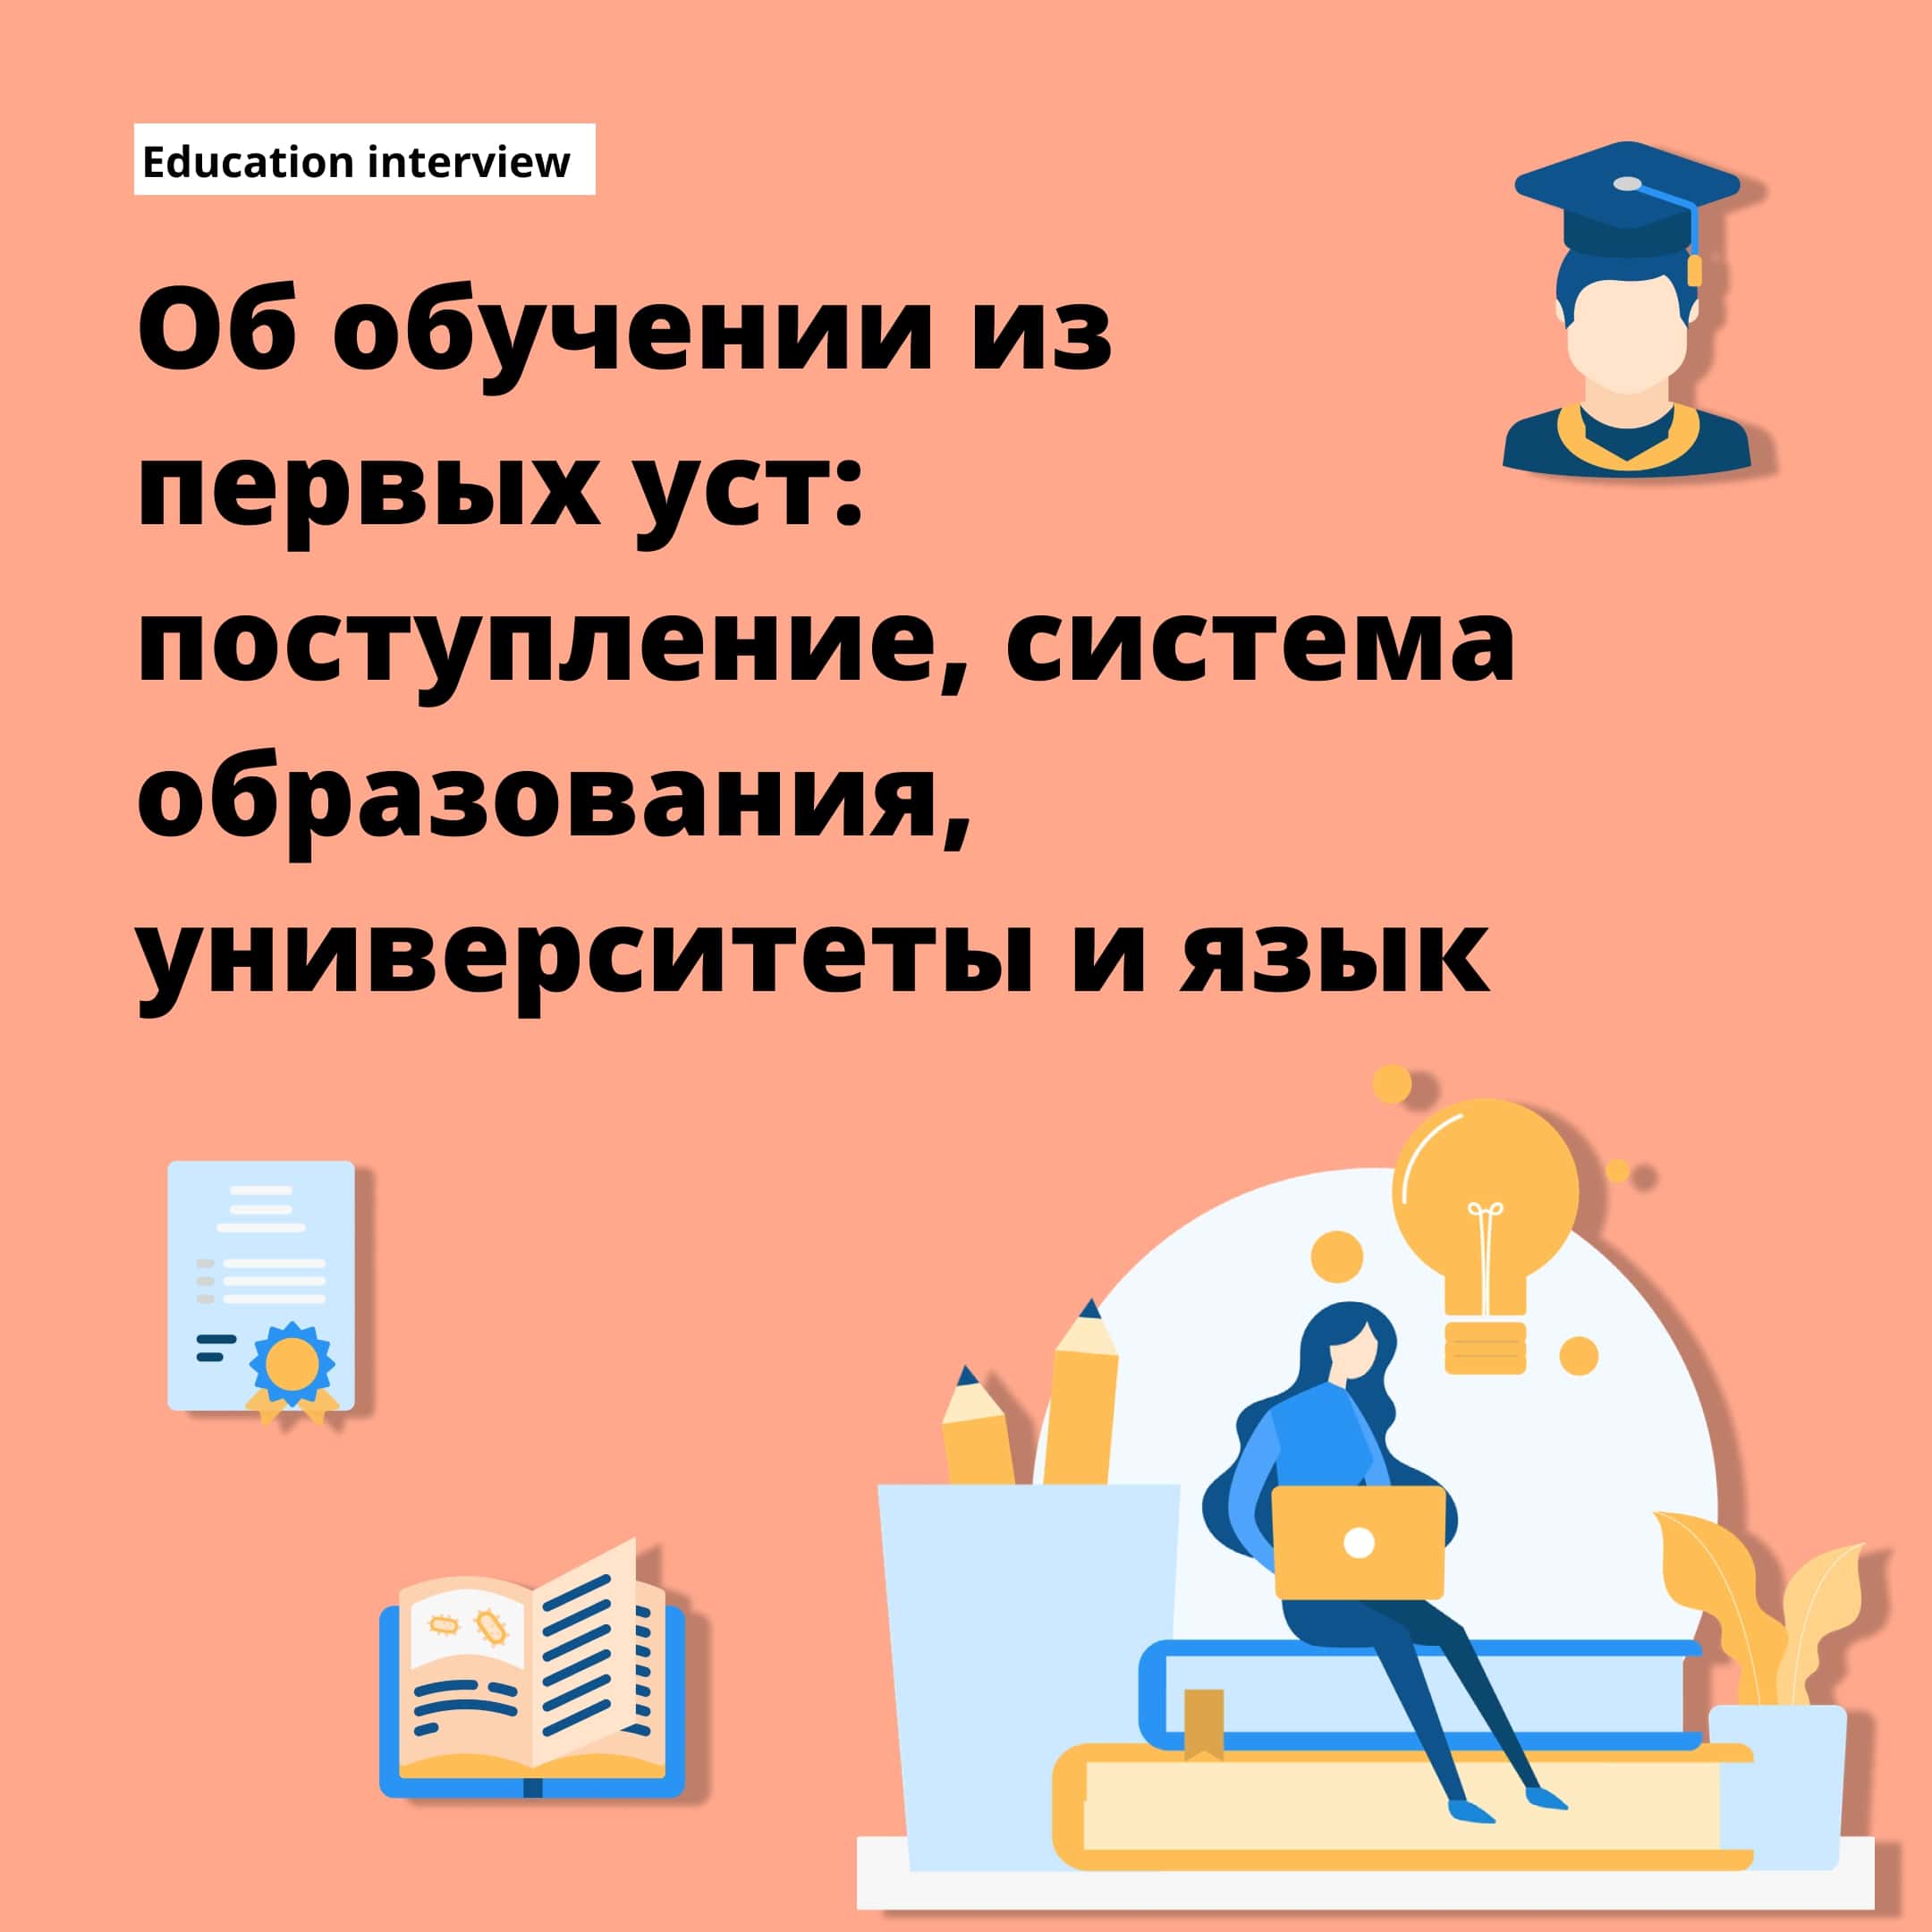 Education interview
Об обучении из
первых уст:
поступление, система
образования,
университеты и язык